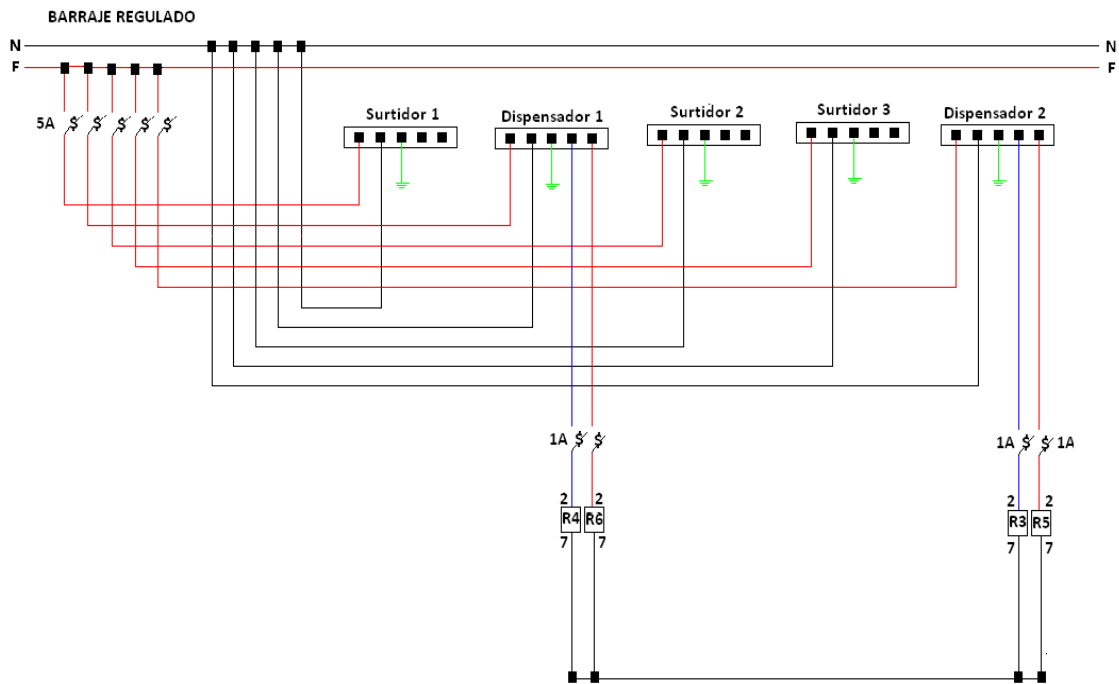 BARRAJE REGULADO
N N
F F
5A $ $ $ $ $
Surtidor 1 Dispensador 1 Surtidor 2 Surtidor 3 Dispensador 2
1A $ $ 1A $ $ 1A
2 2 2 2
R4 R6 R3 R5
7 7 7 7